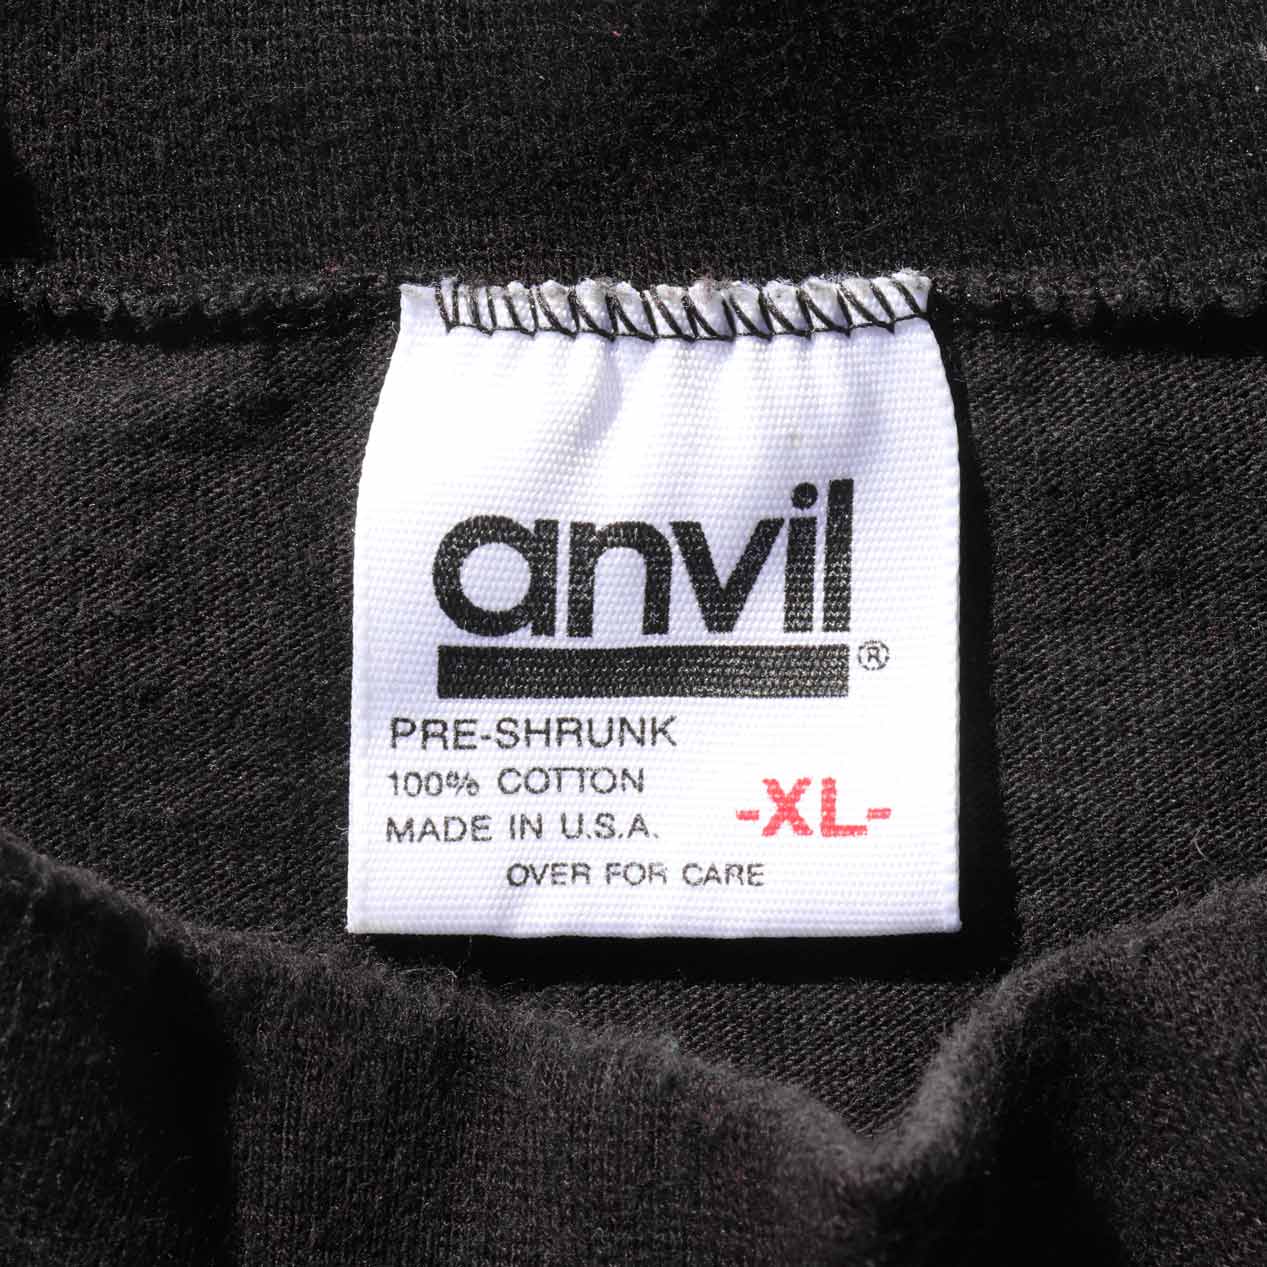 anvil®
PRE-SHRUNK
100% COTTON
MADE IN U.S.A.
-XL-
OVER FOR CARE